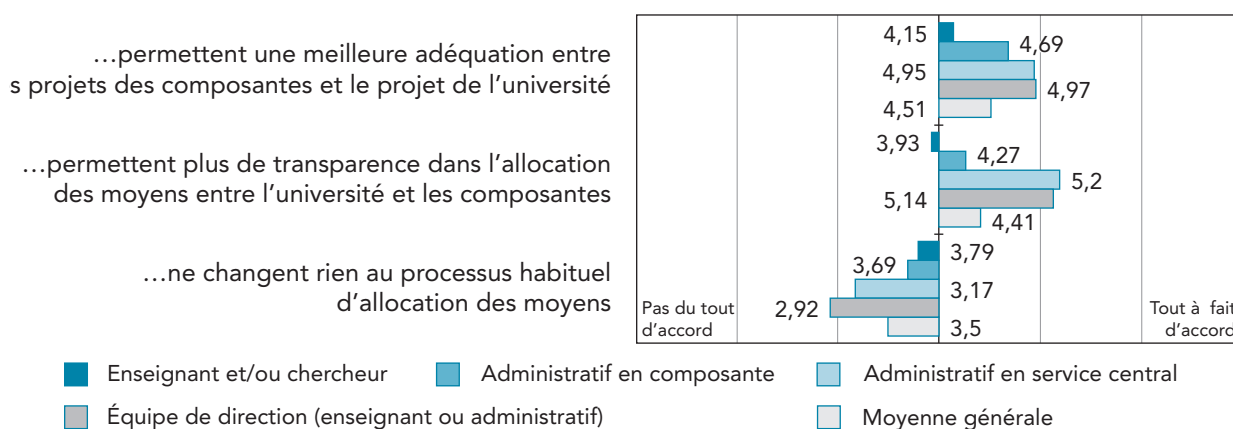 …permettent une meilleure adéquation entre
s projets des composantes et le projet de l'université
4,15
4,69
4,95
4,97
4,51
…permettent plus de transparence dans l'allocation
des moyens entre l'université et les composantes
3,93
4,27
5,2
5,14
4,41
…ne changent rien au processus habituel
d'allocation des moyens
3,79
3,69
3,17
2,92
3,5
Pas du tout
d'accord
Tout à fait
d'accord
Enseignant et/ou chercheur
Administratif en composante
Administratif en service central
Équipe de direction (enseignant ou administratif)
Moyenne générale